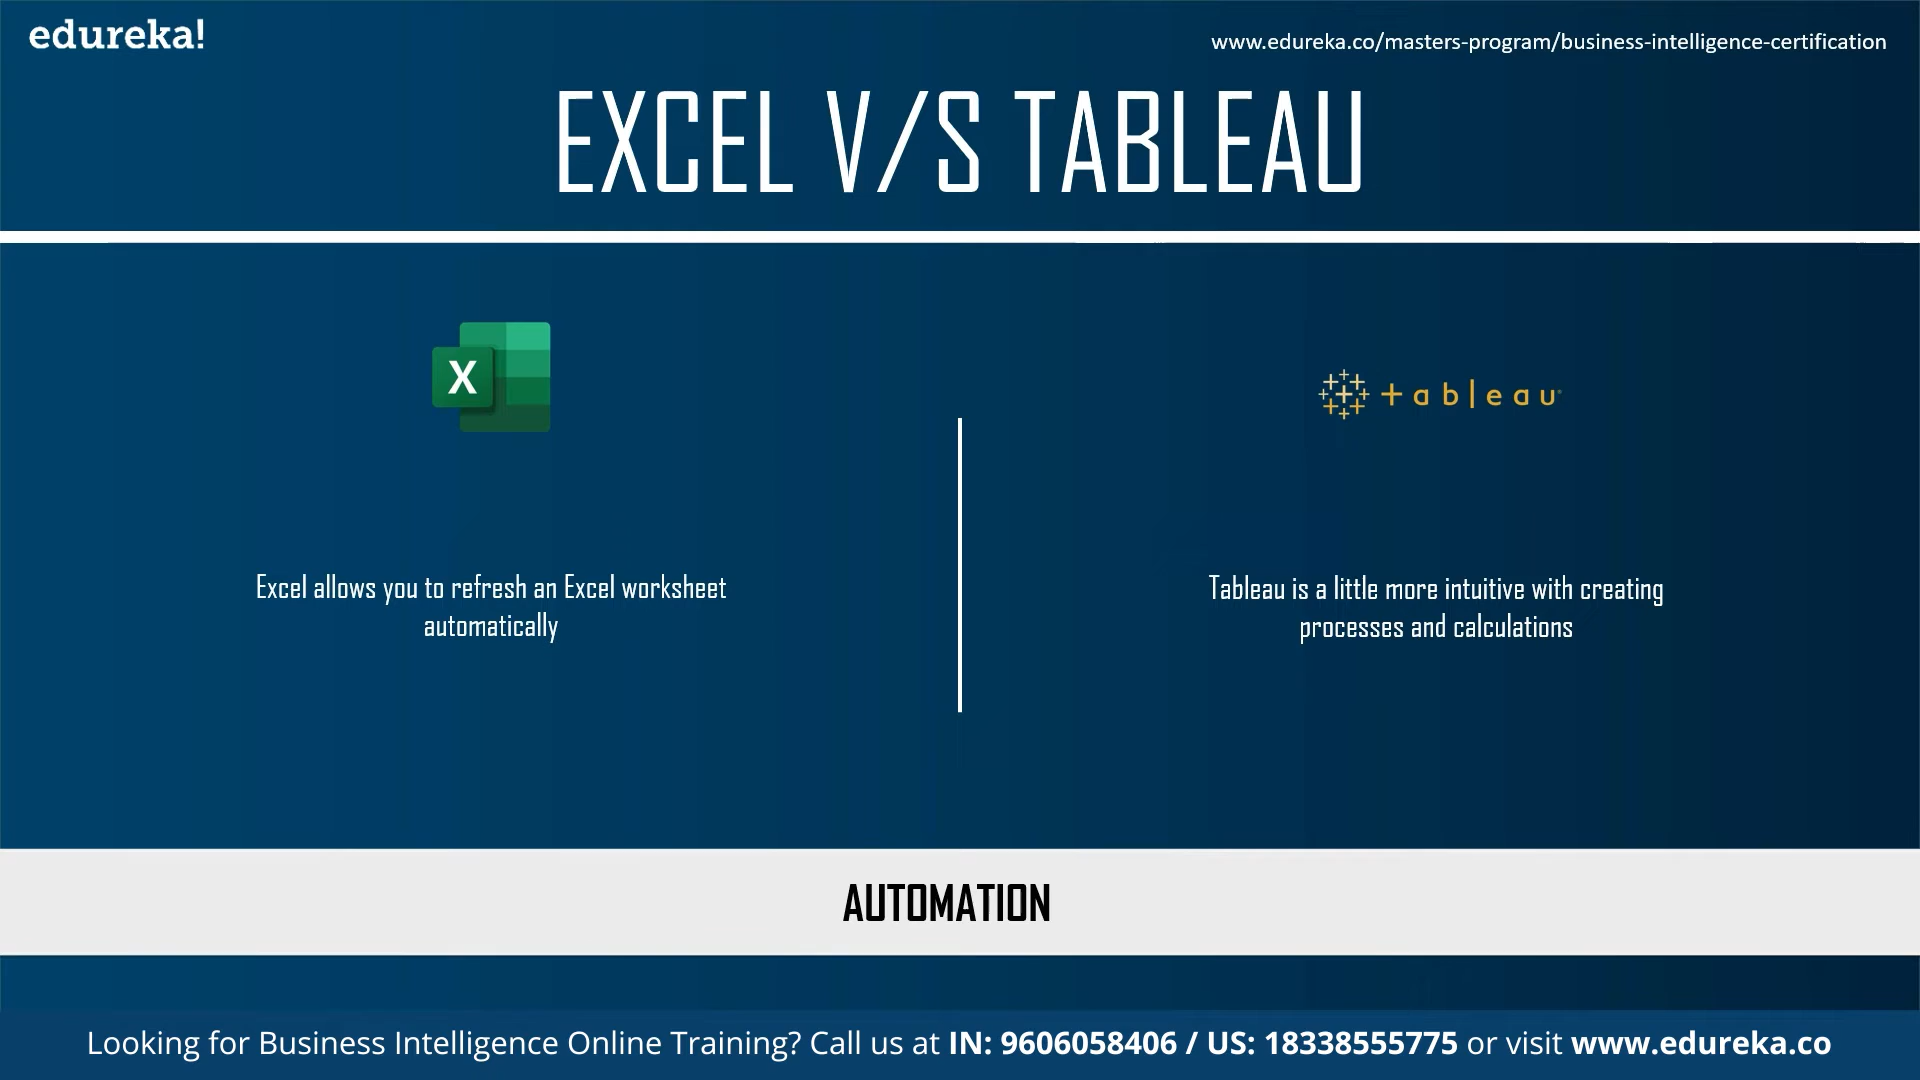 edureka!
www.edureka.co/masters-program/business-intelligence-certification
EXCEL V/S TABLEAU
X
+ableau
Excel allows you to refresh an Excel worksheet
automatically
Tableau is a little more intuitive with creating
processes and calculations
AUTOMATION
Looking for Business Intelligence Online Training? Call us at IN: 9606058406 / US: 18338555775 or visit www.edureka.co